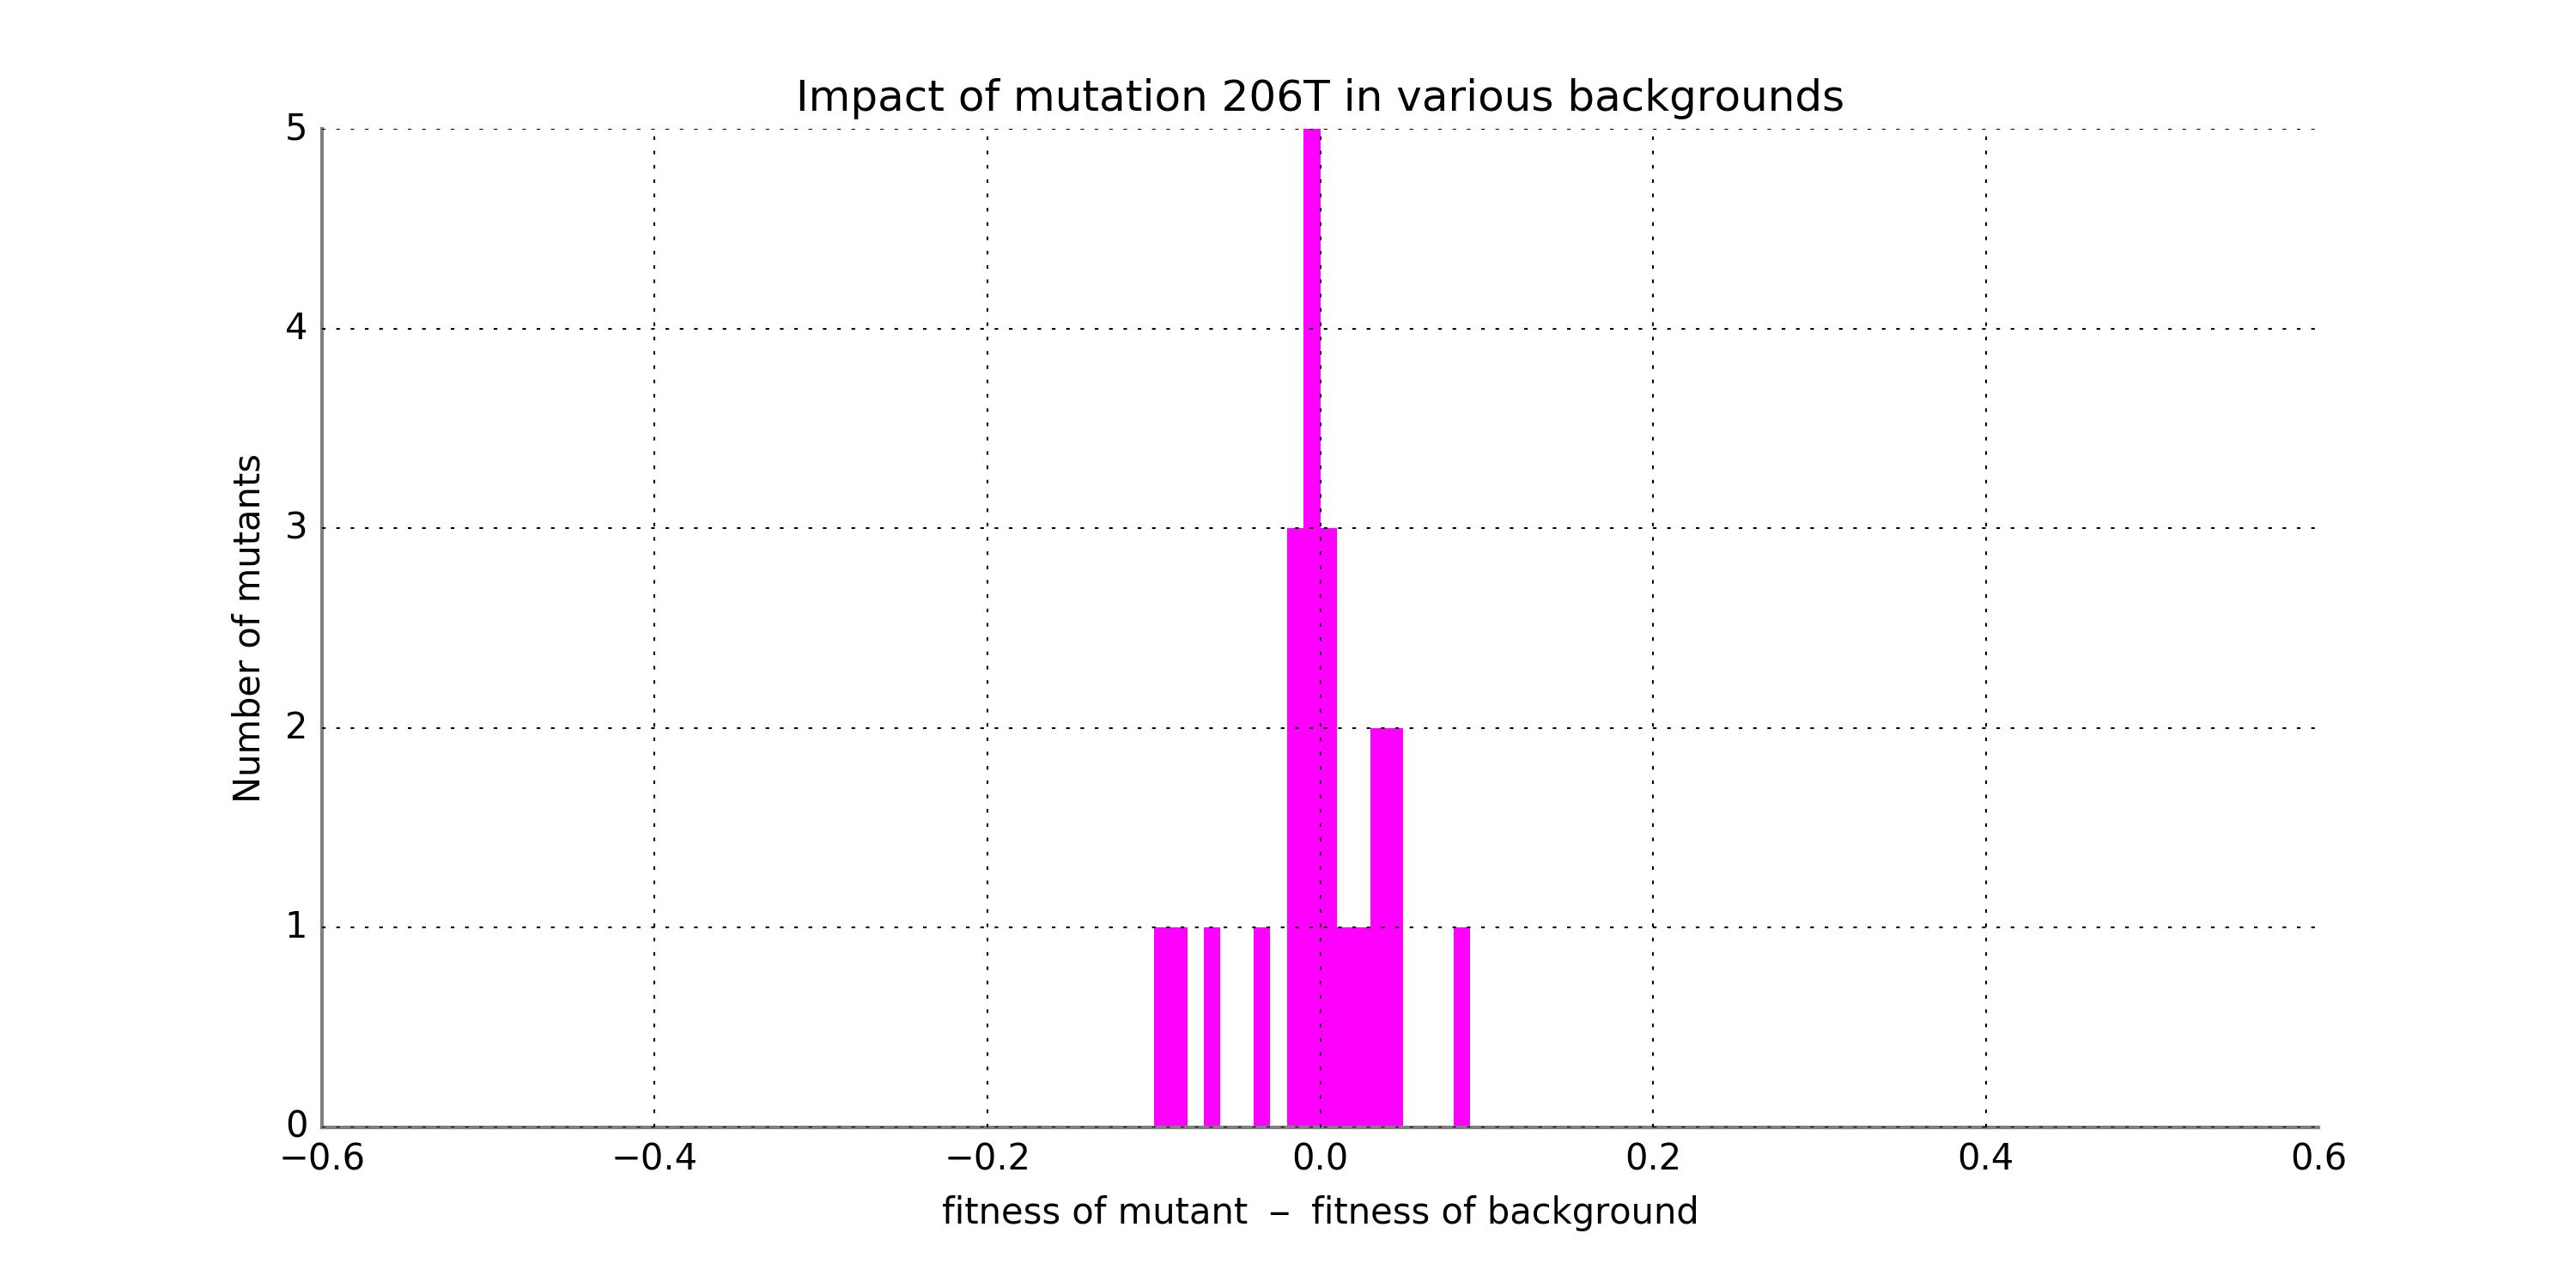 Impact of mutation 206T in various backgrounds
5
4
3
2
1
0
Number of mutants
−0.6 −0.4 −0.2 0.0 0.2 0.4 0.6
fitness of mutant − fitness of background